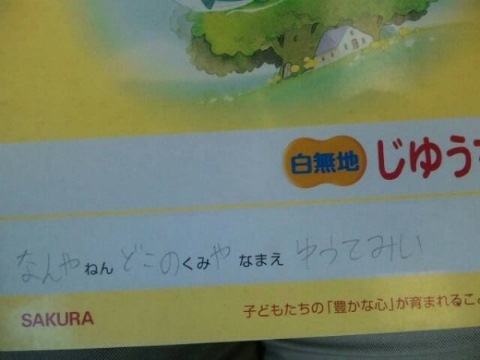 白無地 じゆう
なんやねん どこのくみや なまえ ゆうてみい
SAKURA 子どもたちの「豊かな心」が育まれるこ